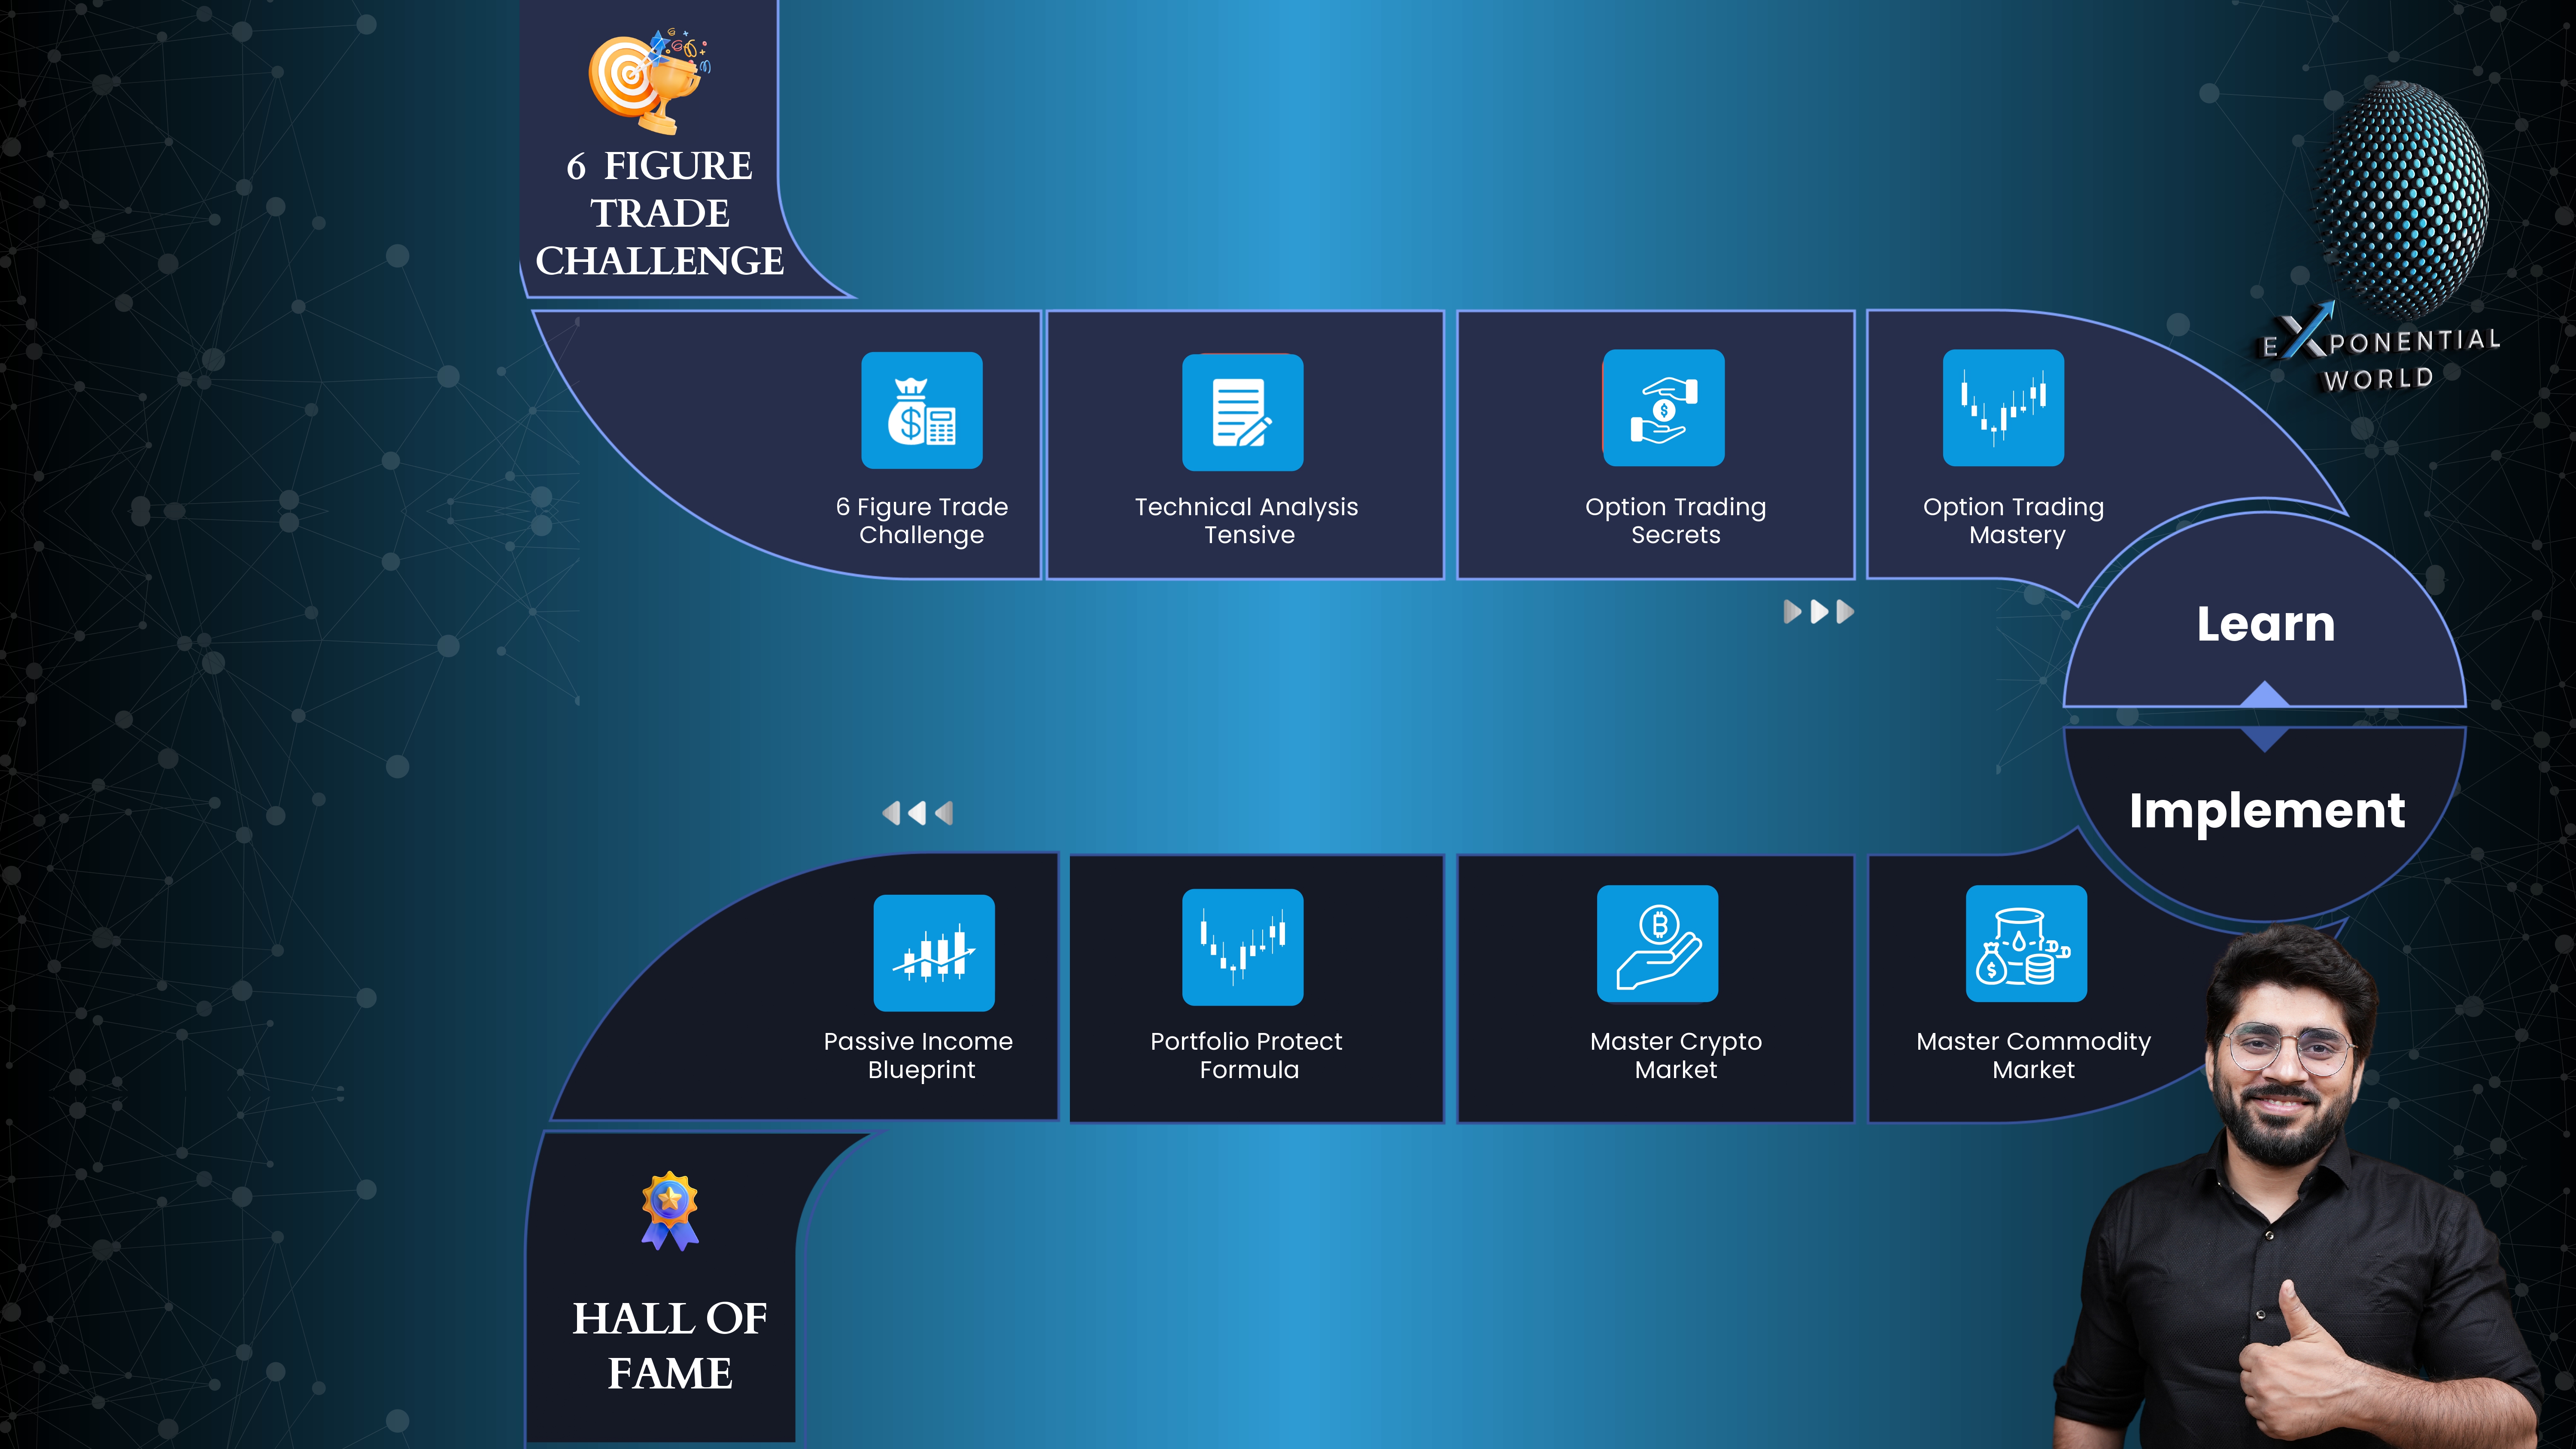 6 FIGURE
TRADE
CHALLENGE
EXPONENTIAL
WORLD
6 Figure Trade
Challenge
Technical Analysis
Tensive
Option Trading
Secrets
Option Trading
Mastery
Learn
Implement
Passive Income
Blueprint
Portfolio Protect
Formula
Master Crypto
Market
Master Commodity
Market
HALL OF
FAME